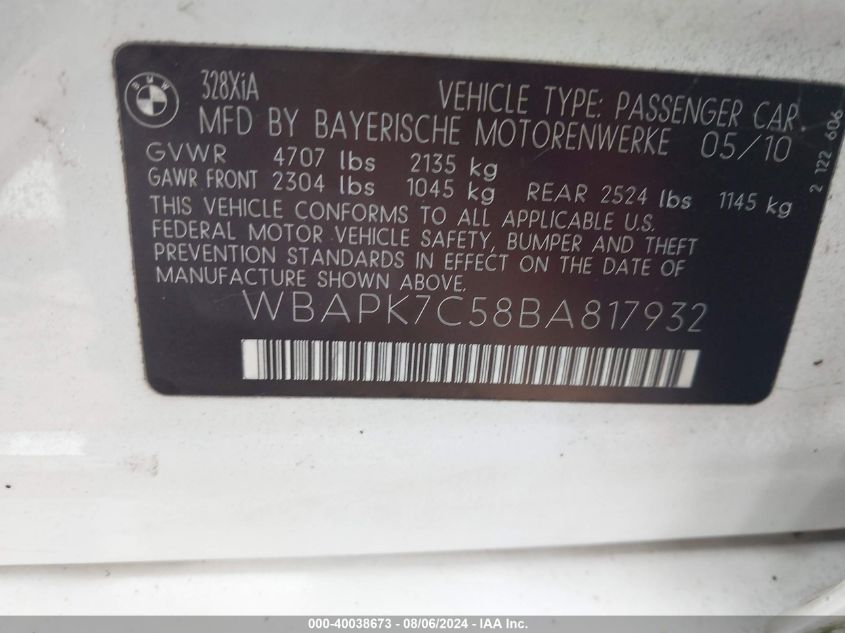 BMW
328XiA
VEHICLE TYPE: PASSENGER CAR
MFD BY BAYERISCHE MOTORENWERKE 05/10
GVWR 4707 lbs 2135 kg
GAWR FRONT 2304 lbs 1045 kg REAR 2524 lbs 1145 kg
THIS VEHICLE CONFORMS TO ALL APPLICABLE U.S.
FEDERAL MOTOR VEHICLE SAFETY, BUMPER AND THEFT
PREVENTION STANDARDS IN EFFECT ON THE DATE OF
MANUFACTURE SHOWN ABOVE.
WBAPK7C58BA817932
2 122 606
000-40038673 - 08/06/2024 - IAA Inc.